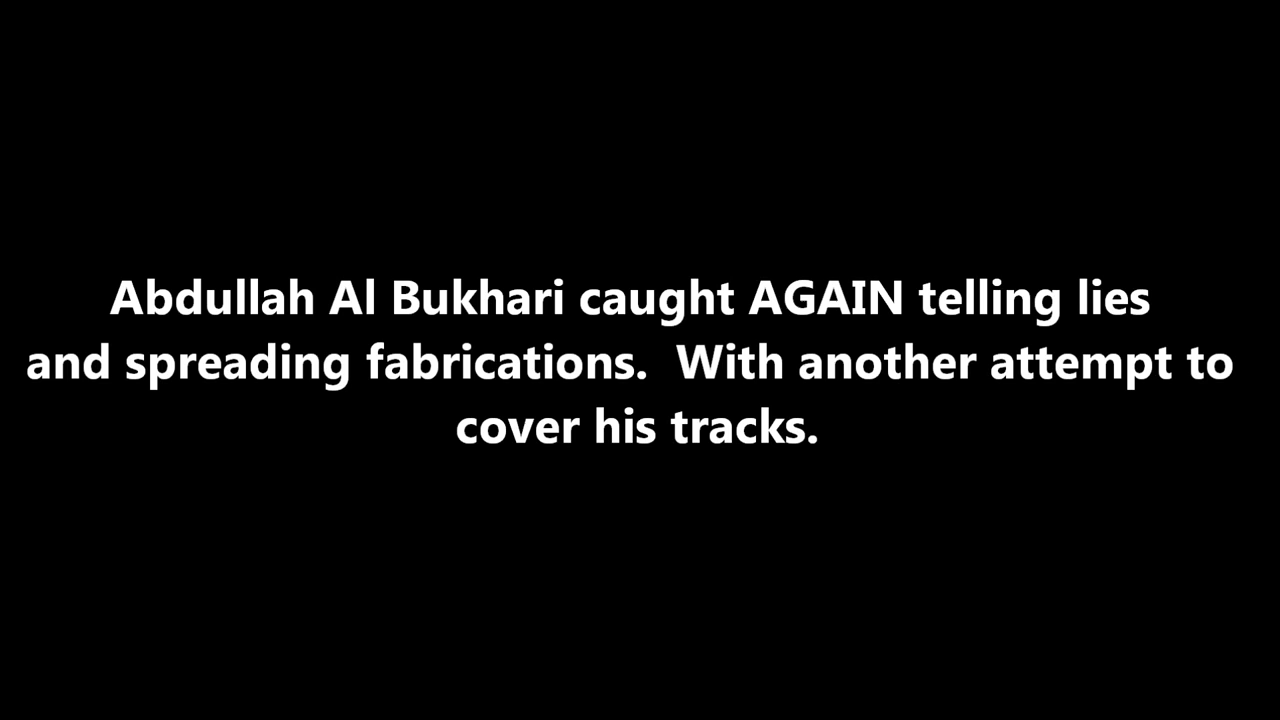 Abdullah Al Bukhari caught AGAIN telling lies
and spreading fabrications.  With another attempt to
cover his tracks.